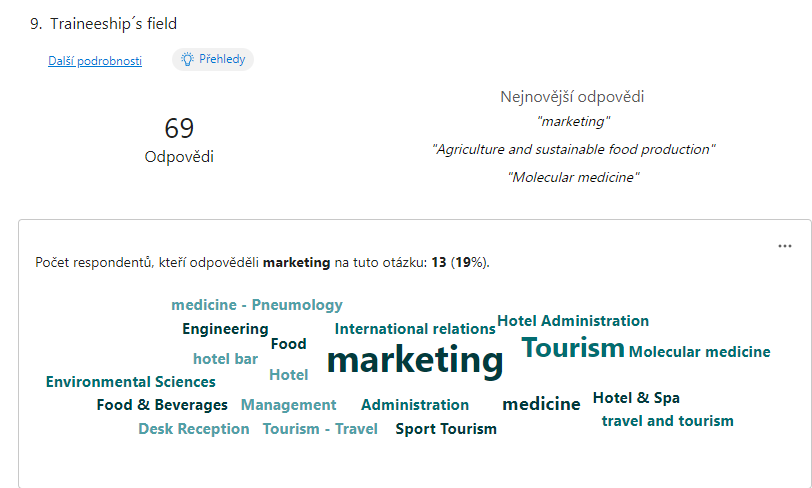 9. Traineeship´s field
Další podrobnosti
Přehledy
69
Odpovědi
Nejnovější odpovědi
"marketing"
"Agriculture and sustainable food production"
"Molecular medicine"
...
Počet respondentů, kteří odpověděli marketing na tuto otázku: 13 (19%).
medicine - Pneumology
Hotel Administration
Engineering
International relations
Food
Tourism
hotel bar
marketing
Molecular medicine
Hotel
Environmental Sciences
Hotel & Spa
Food & Beverages
Management
Administration
medicine
travel and tourism
Desk Reception
Tourism - Travel
Sport Tourism